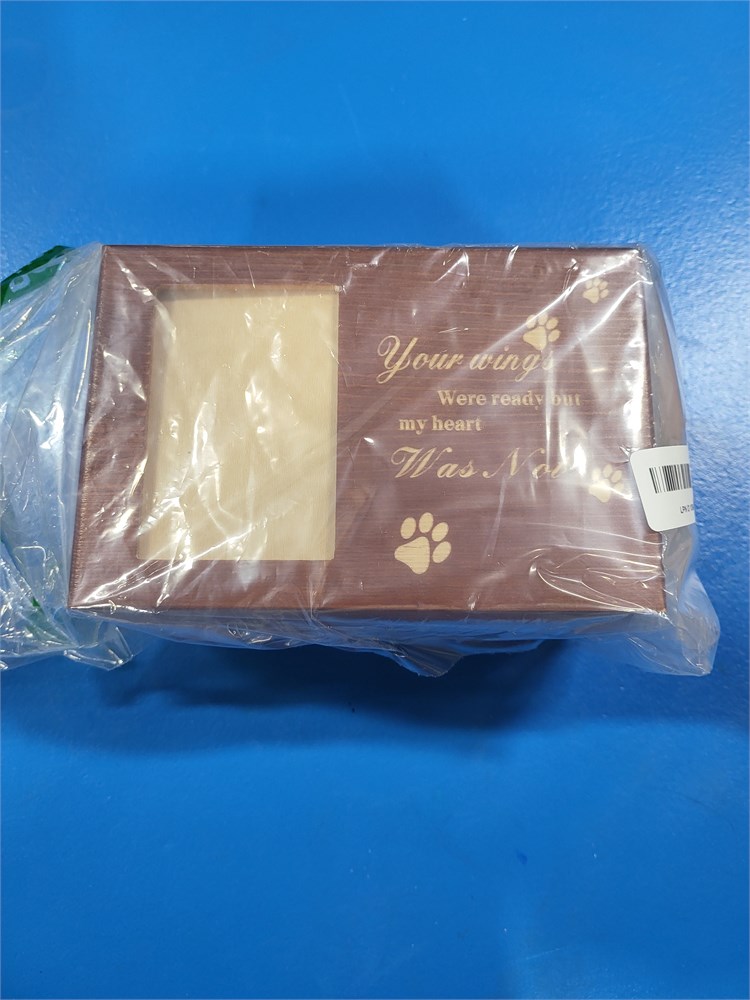 Your wings
Were ready but
my heart
Was Not